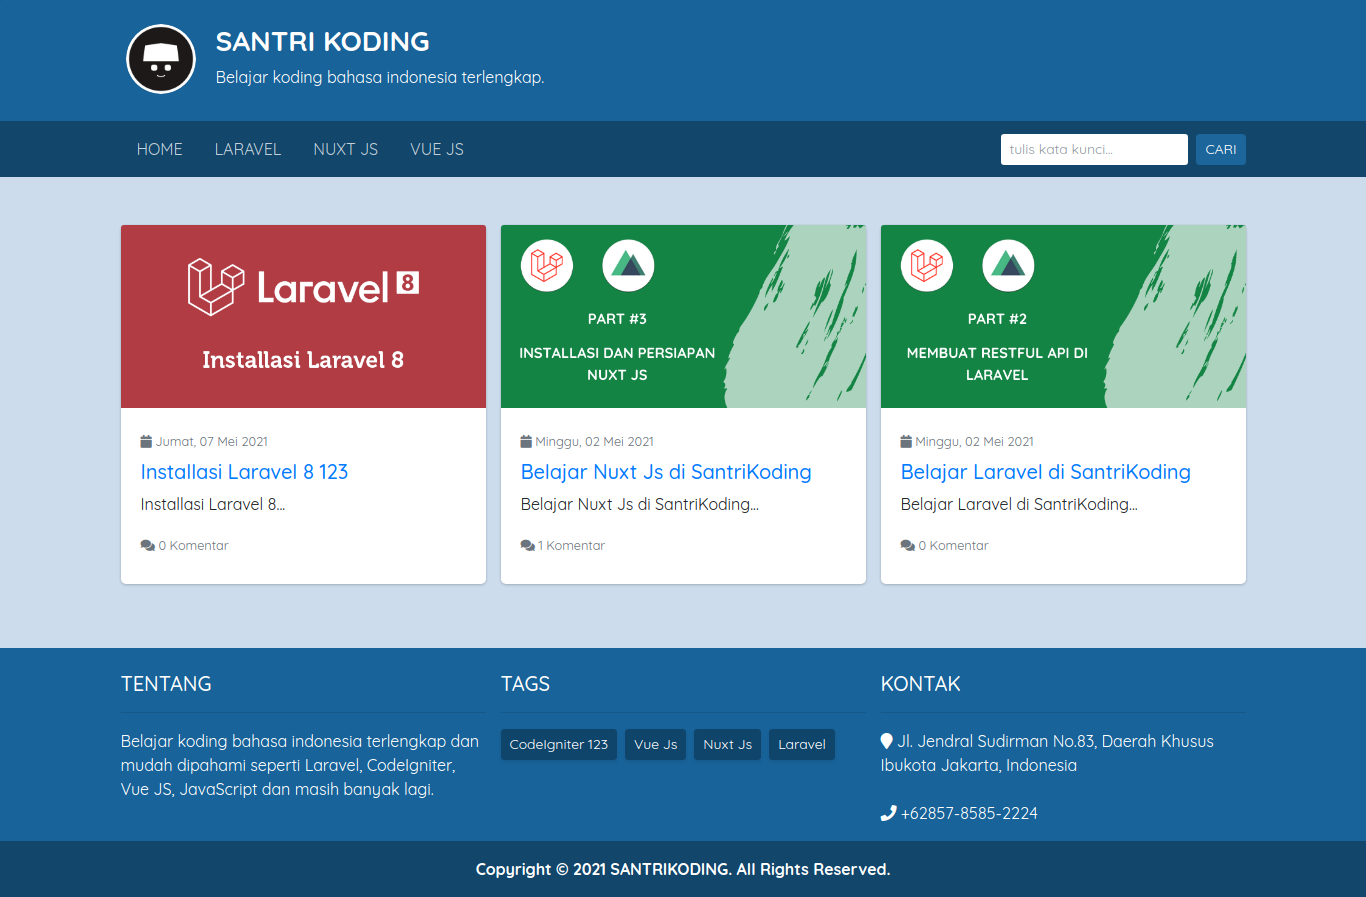 SANTRI KODING
Belajar koding bahasa indonesia terlengkap.
HOME LARAVEL NUXT JS VUE JS
tulis kata kunci... CARI
Laravel 8
Installasi Laravel 8
Jumat, 07 Mei 2021
Installasi Laravel 8 123
Installasi Laravel 8...
0 Komentar
PART #3
INSTALLASI DAN PERSIAPAN
NUXT JS
Minggu, 02 Mei 2021
Belajar Nuxt Js di SantriKoding
Belajar Nuxt Js di SantriKoding...
1 Komentar
PART #2
MEMBUAT RESTFUL API DI
LARAVEL
Minggu, 02 Mei 2021
Belajar Laravel di SantriKoding
Belajar Laravel di SantriKoding...
0 Komentar
TENTANG
Belajar koding bahasa indonesia terlengkap dan
mudah dipahami seperti Laravel, CodeIgniter,
Vue JS, JavaScript dan masih banyak lagi.
TAGS
CodeIgniter 123 Vue Js Nuxt Js Laravel
KONTAK
Jl. Jendral Sudirman No.83, Daerah Khusus
Ibukota Jakarta, Indonesia
+62857-8585-2224
Copyright © 2021 SANTRIKODING. All Rights Reserved.